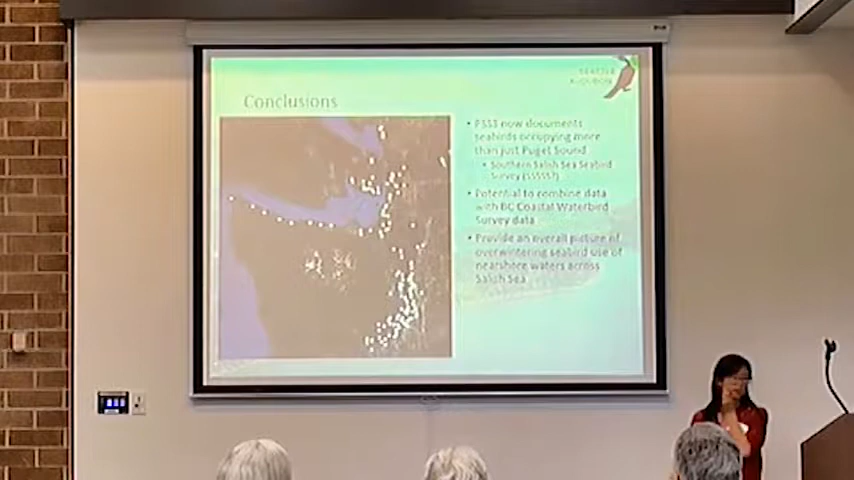 SEATTLE
AUDUBON
Conclusions
• PSSS now documents
seabirds occupying more
than just Puget Sound
• Southern Salish Sea Seabird
Survey (SSSSS?)
• Potential to combine data
with BC Coastal Waterbird
Survey data
• Provide an overall picture of
overwintering seabird use of
nearshore waters across
Salish Sea